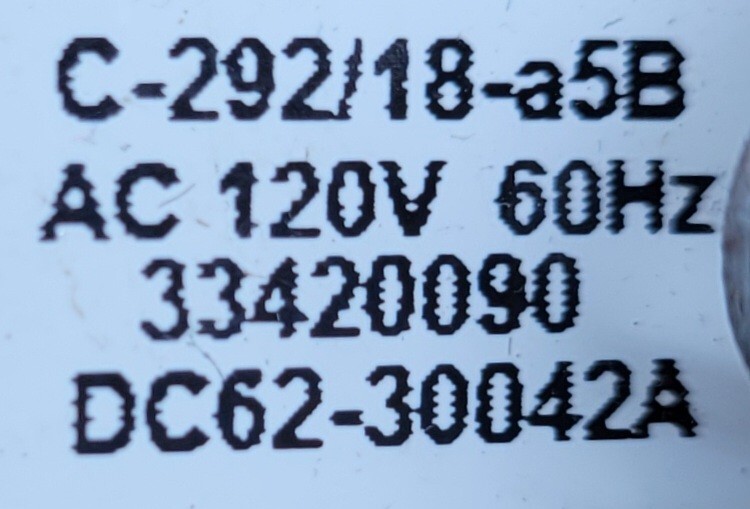 C-292/18-a5B
AC 120V 60Hz
33420090
DC62-30042A